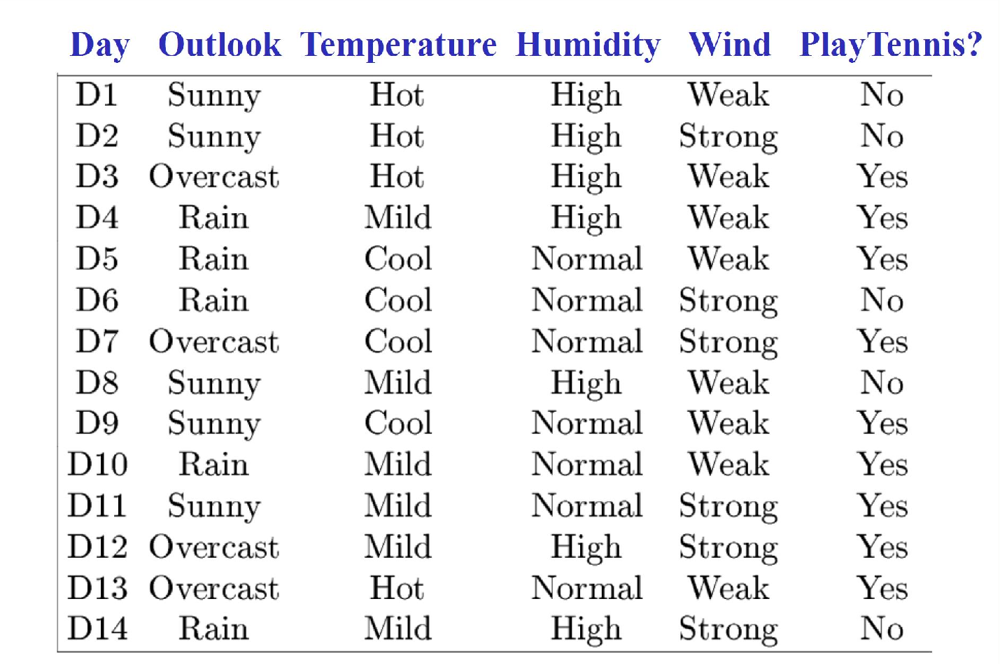 Day Outlook Temperature Humidity Wind PlayTennis?
D1 Sunny Hot High Weak No
D2 Sunny Hot High Strong No
D3 Overcast Hot High Weak Yes
D4 Rain Mild High Weak Yes
D5 Rain Cool Normal Weak Yes
D6 Rain Cool Normal Strong No
D7 Overcast Cool Normal Strong Yes
D8 Sunny Mild High Weak No
D9 Sunny Cool Normal Weak Yes
D10 Rain Mild Normal Weak Yes
D11 Sunny Mild Normal Strong Yes
D12 Overcast Mild High Strong Yes
D13 Overcast Hot Normal Weak Yes
D14 Rain Mild High Strong No